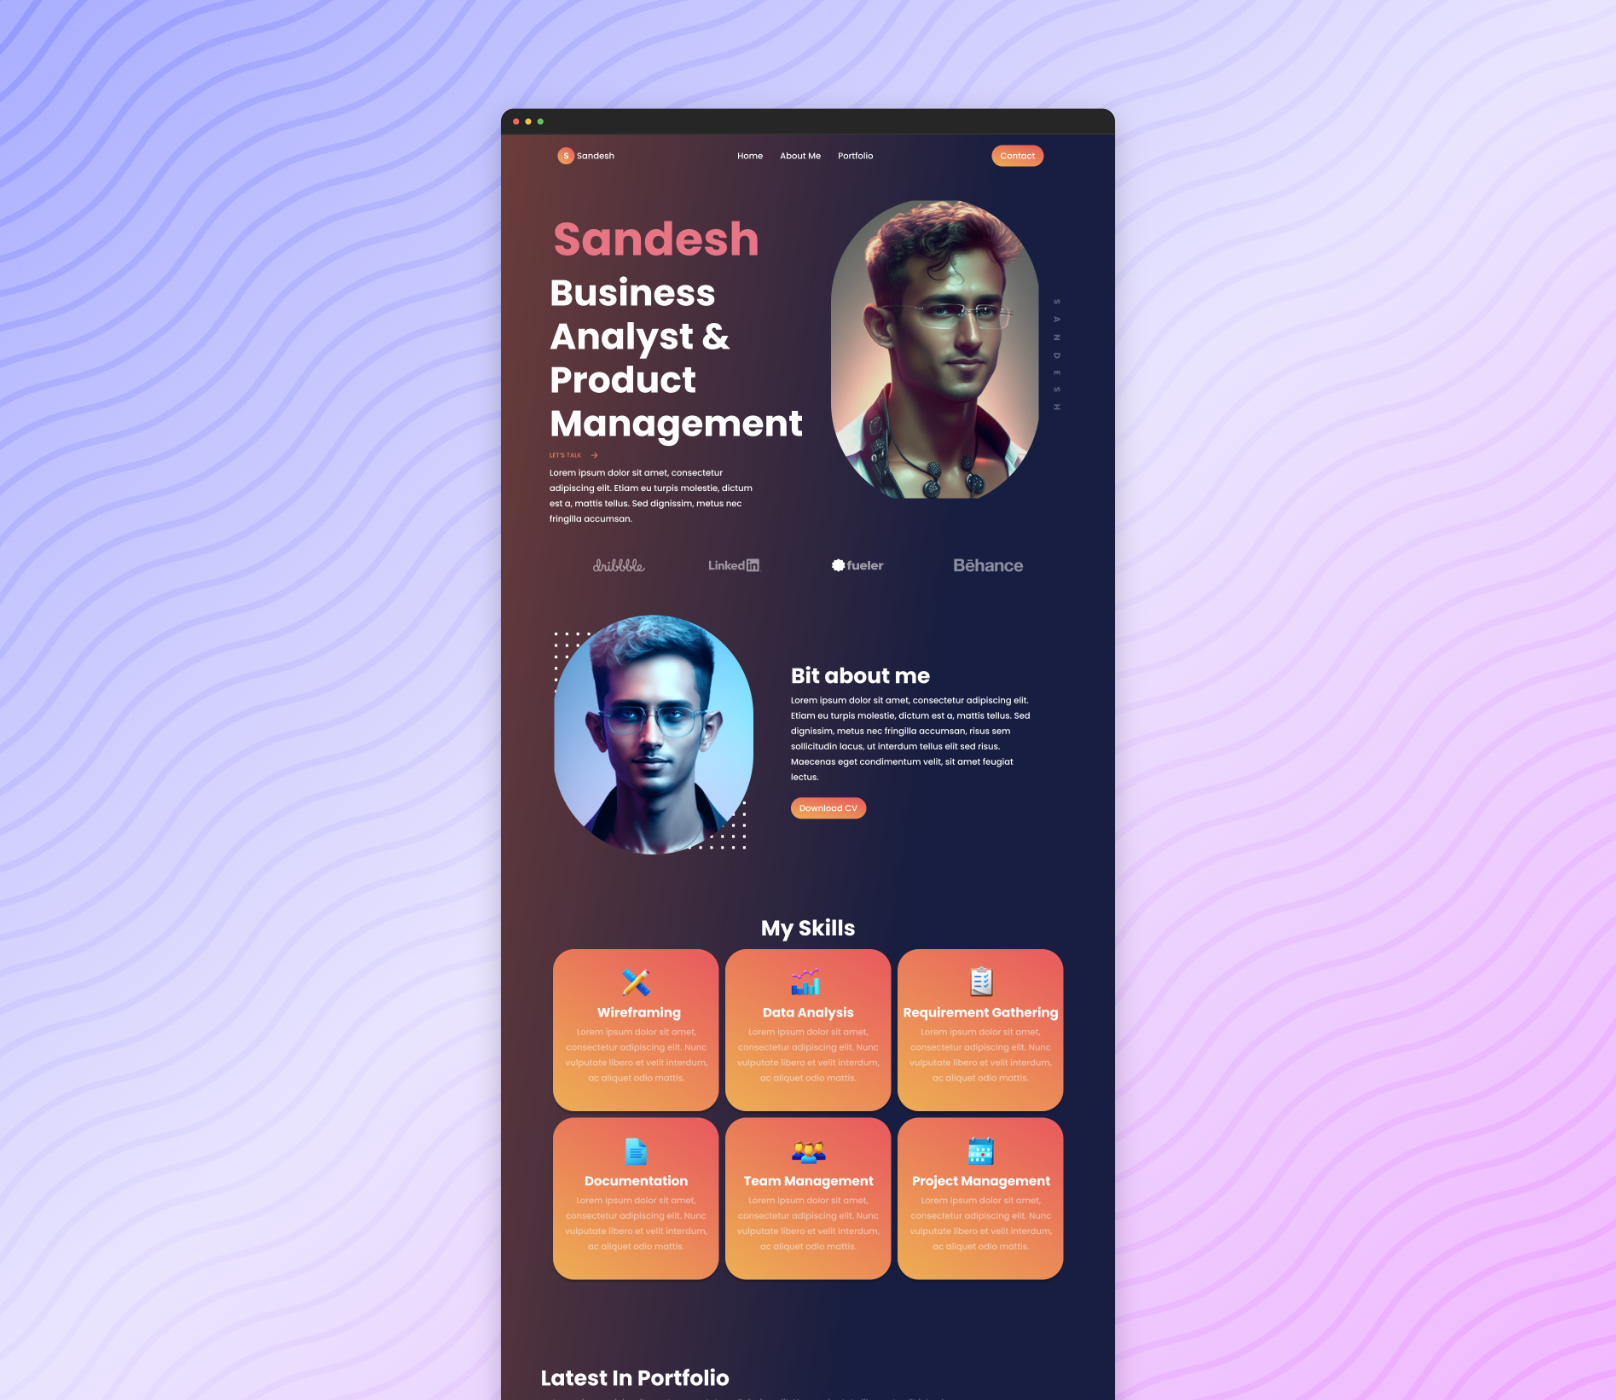 S Sandesh
Home About Me Portfolio
Contact
Sandesh
Business
Analyst &
Product
Management
LET'S TALK
Lorem ipsum dolor sit amet, consectetur
adipiscing elit. Etiam eu turpis molestie, dictum
est a, mattis tellus. Sed dignissim, metus nec
fringilla accumsan.
SANDESH
dribbble
Linked in
fueler
Bēhance
Bit about me
Lorem ipsum dolor sit amet, consectetur adipiscing elit.
Etiam eu turpis molestie, dictum est a, mattis tellus. Sed
dignissim, metus nec fringilla accumsan, risus sem
sollicitudin lacus, ut interdum tellus elit sed risus.
Maecenas eget condimentum velit, sit amet feugiat
lectus.
Download CV
My Skills
Wireframing
Lorem ipsum dolor sit amet,
consectetur adipiscing elit. Nunc
vulputate libero et velit interdum,
ac aliquet odio mattis.
Data Analysis
Lorem ipsum dolor sit amet,
consectetur adipiscing elit. Nunc
vulputate libero et velit interdum,
ac aliquet odio mattis.
Requirement Gathering
Lorem ipsum dolor sit amet,
consectetur adipiscing elit. Nunc
vulputate libero et velit interdum,
ac aliquet odio mattis.
Documentation
Lorem ipsum dolor sit amet,
consectetur adipiscing elit. Nunc
vulputate libero et velit interdum,
ac aliquet odio mattis.
Team Management
Lorem ipsum dolor sit amet,
consectetur adipiscing elit. Nunc
vulputate libero et velit interdum,
ac aliquet odio mattis.
Project Management
Lorem ipsum dolor sit amet,
consectetur adipiscing elit. Nunc
vulputate libero et velit interdum,
ac aliquet odio mattis.
Latest In Portfolio